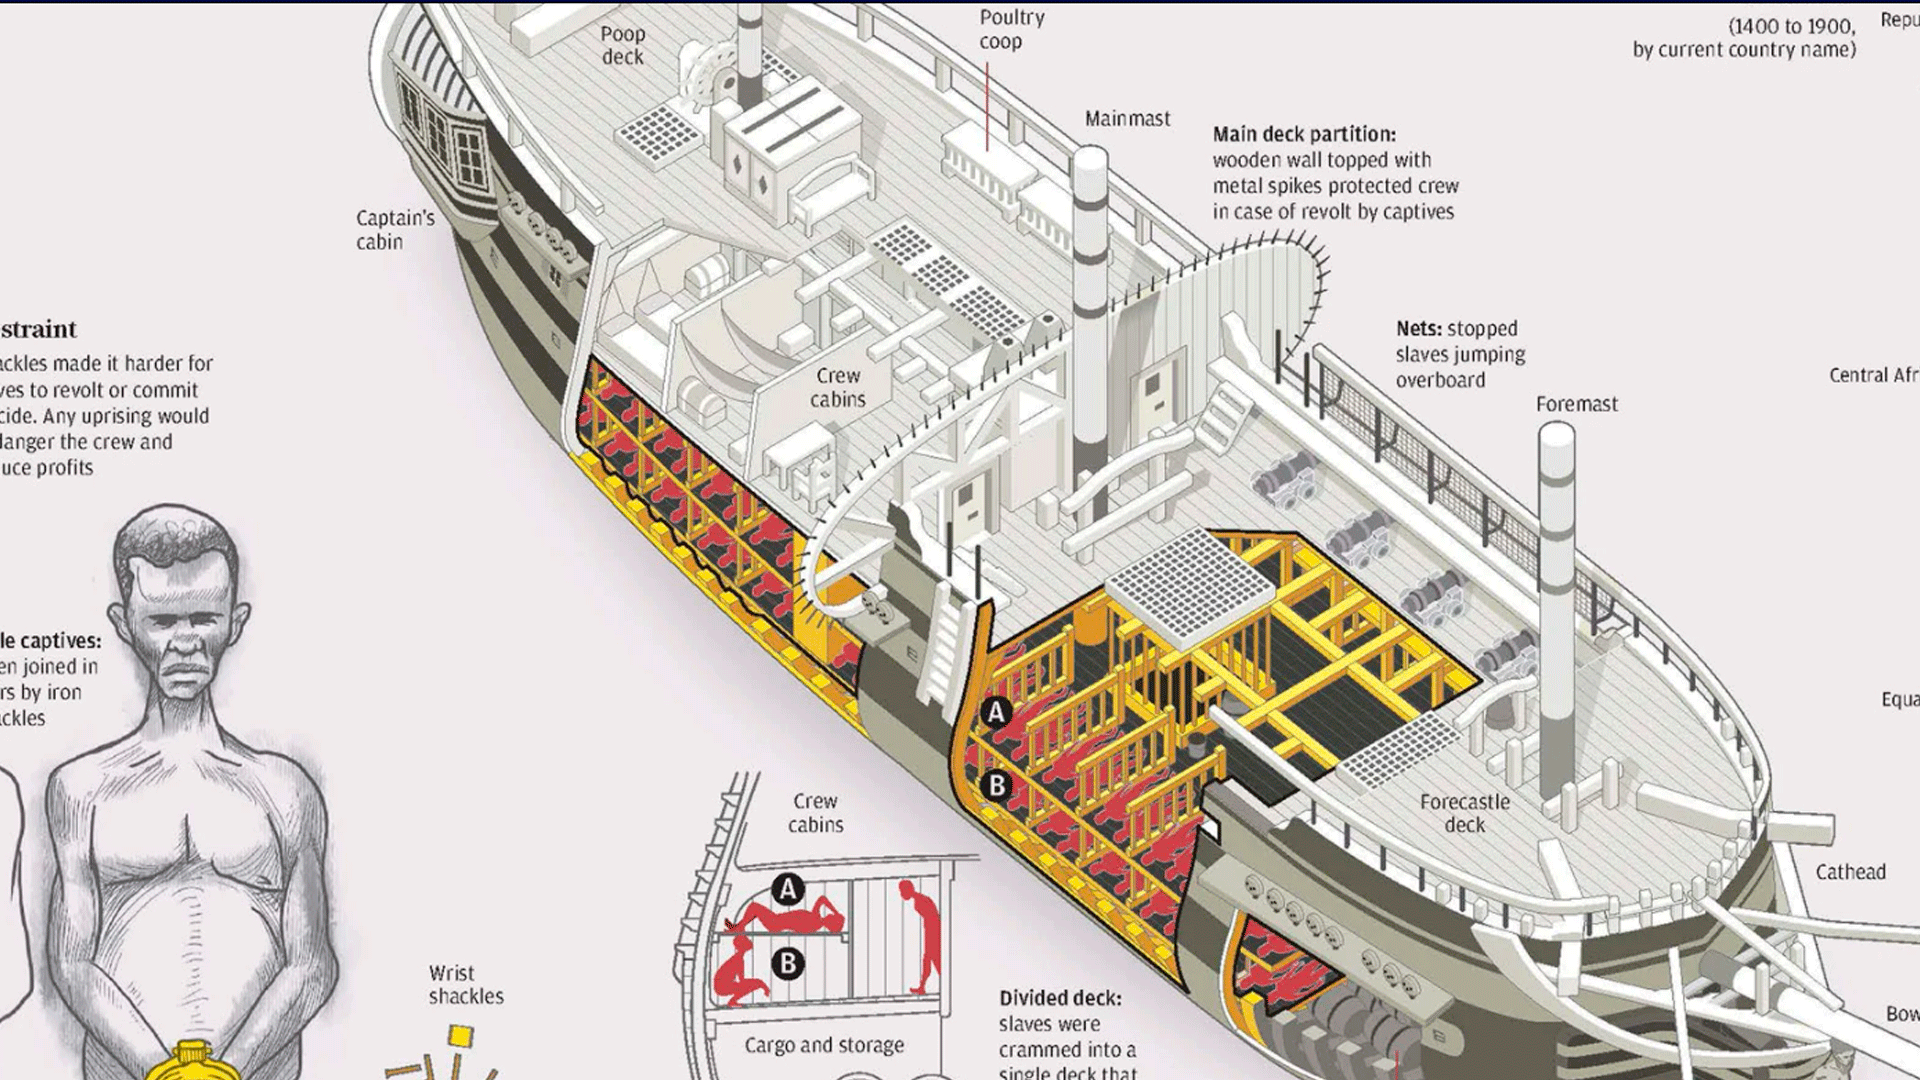 Poultry
coop
(1400 to 1900,
by current country name)
Repu
Poop
deck
Mainmast
Main deck partition:
wooden wall topped with
metal spikes protected crew
in case of revolt by captives
Captain's
cabin
straint
ackles made it harder for
ves to revolt or commit
cide. Any uprising would
langer the crew and
uce profits
Nets: stopped
slaves jumping
overboard
Central Afr
Crew
cabins
Foremast
le captives:
en joined in
rs by iron
ackles
Equa
A
B
Crew
cabins
Forecastle
deck
Cathead
A
B
Wrist
shackles
Bow
Cargo and storage
Divided deck:
slaves were
crammed into a
single deck that